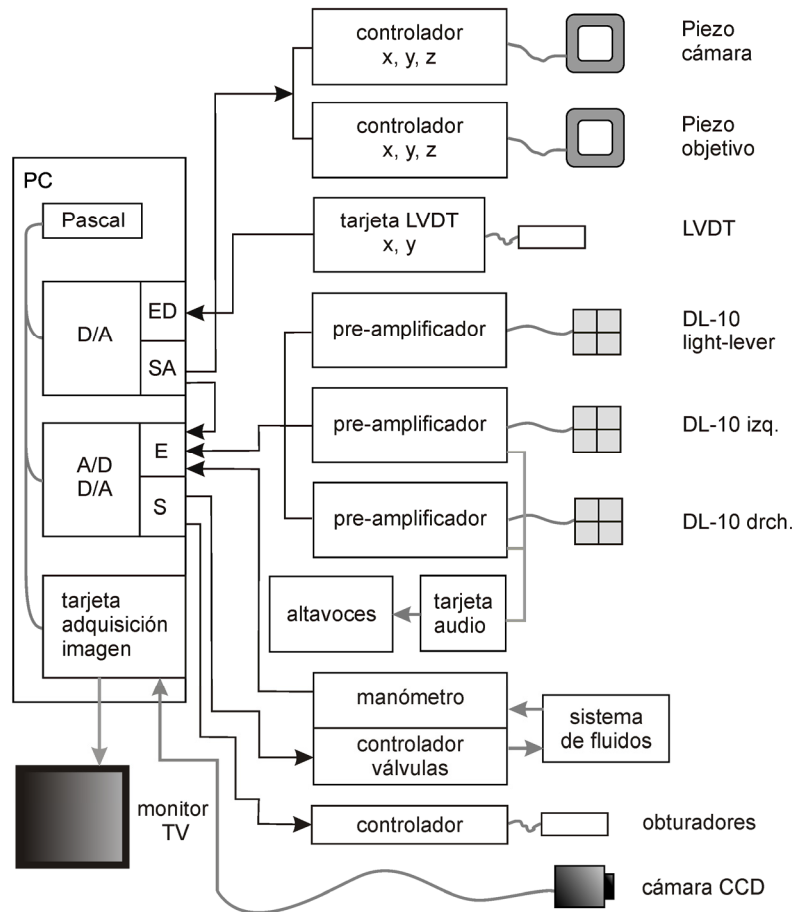 controlador
x, y, z
Piezo
cámara
controlador
x, y, z
Piezo
objetivo
PC
Pascal
tarjeta LVDT
x, y
LVDT
D/A
ED
SA
pre-amplificador
DL-10
light-lever
pre-amplificador
DL-10 izq.
A/D
D/A
E
S
pre-amplificador
DL-10 drch.
tarjeta
adquisición
imagen
altavoces
tarjeta
audio
manómetro
controlador
válvulas
sistema
de fluidos
monitor
TV
controlador
obturadores
cámara CCD